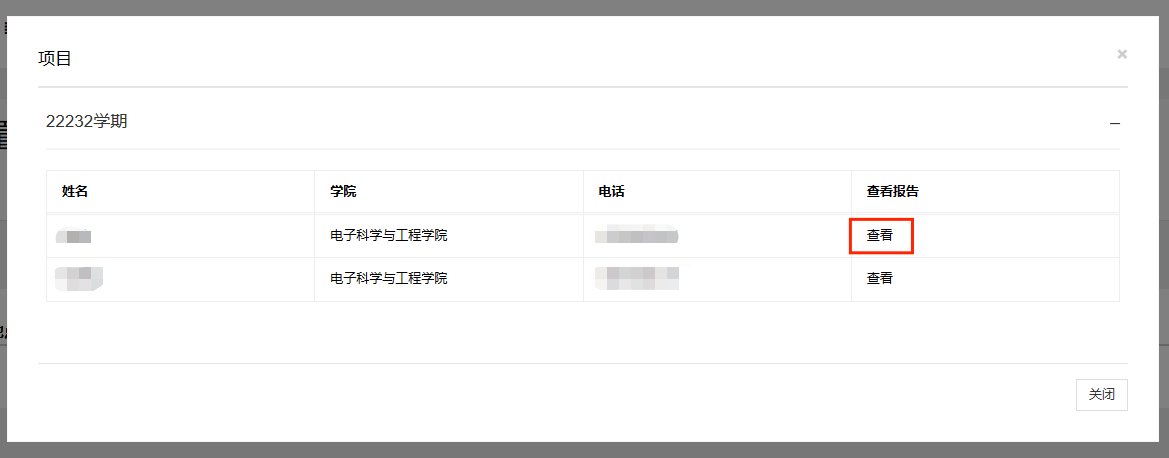 项目
×
22232学期
姓名 学院 电话 查看报告
电子科学与工程学院 查看
电子科学与工程学院 查看
关闭